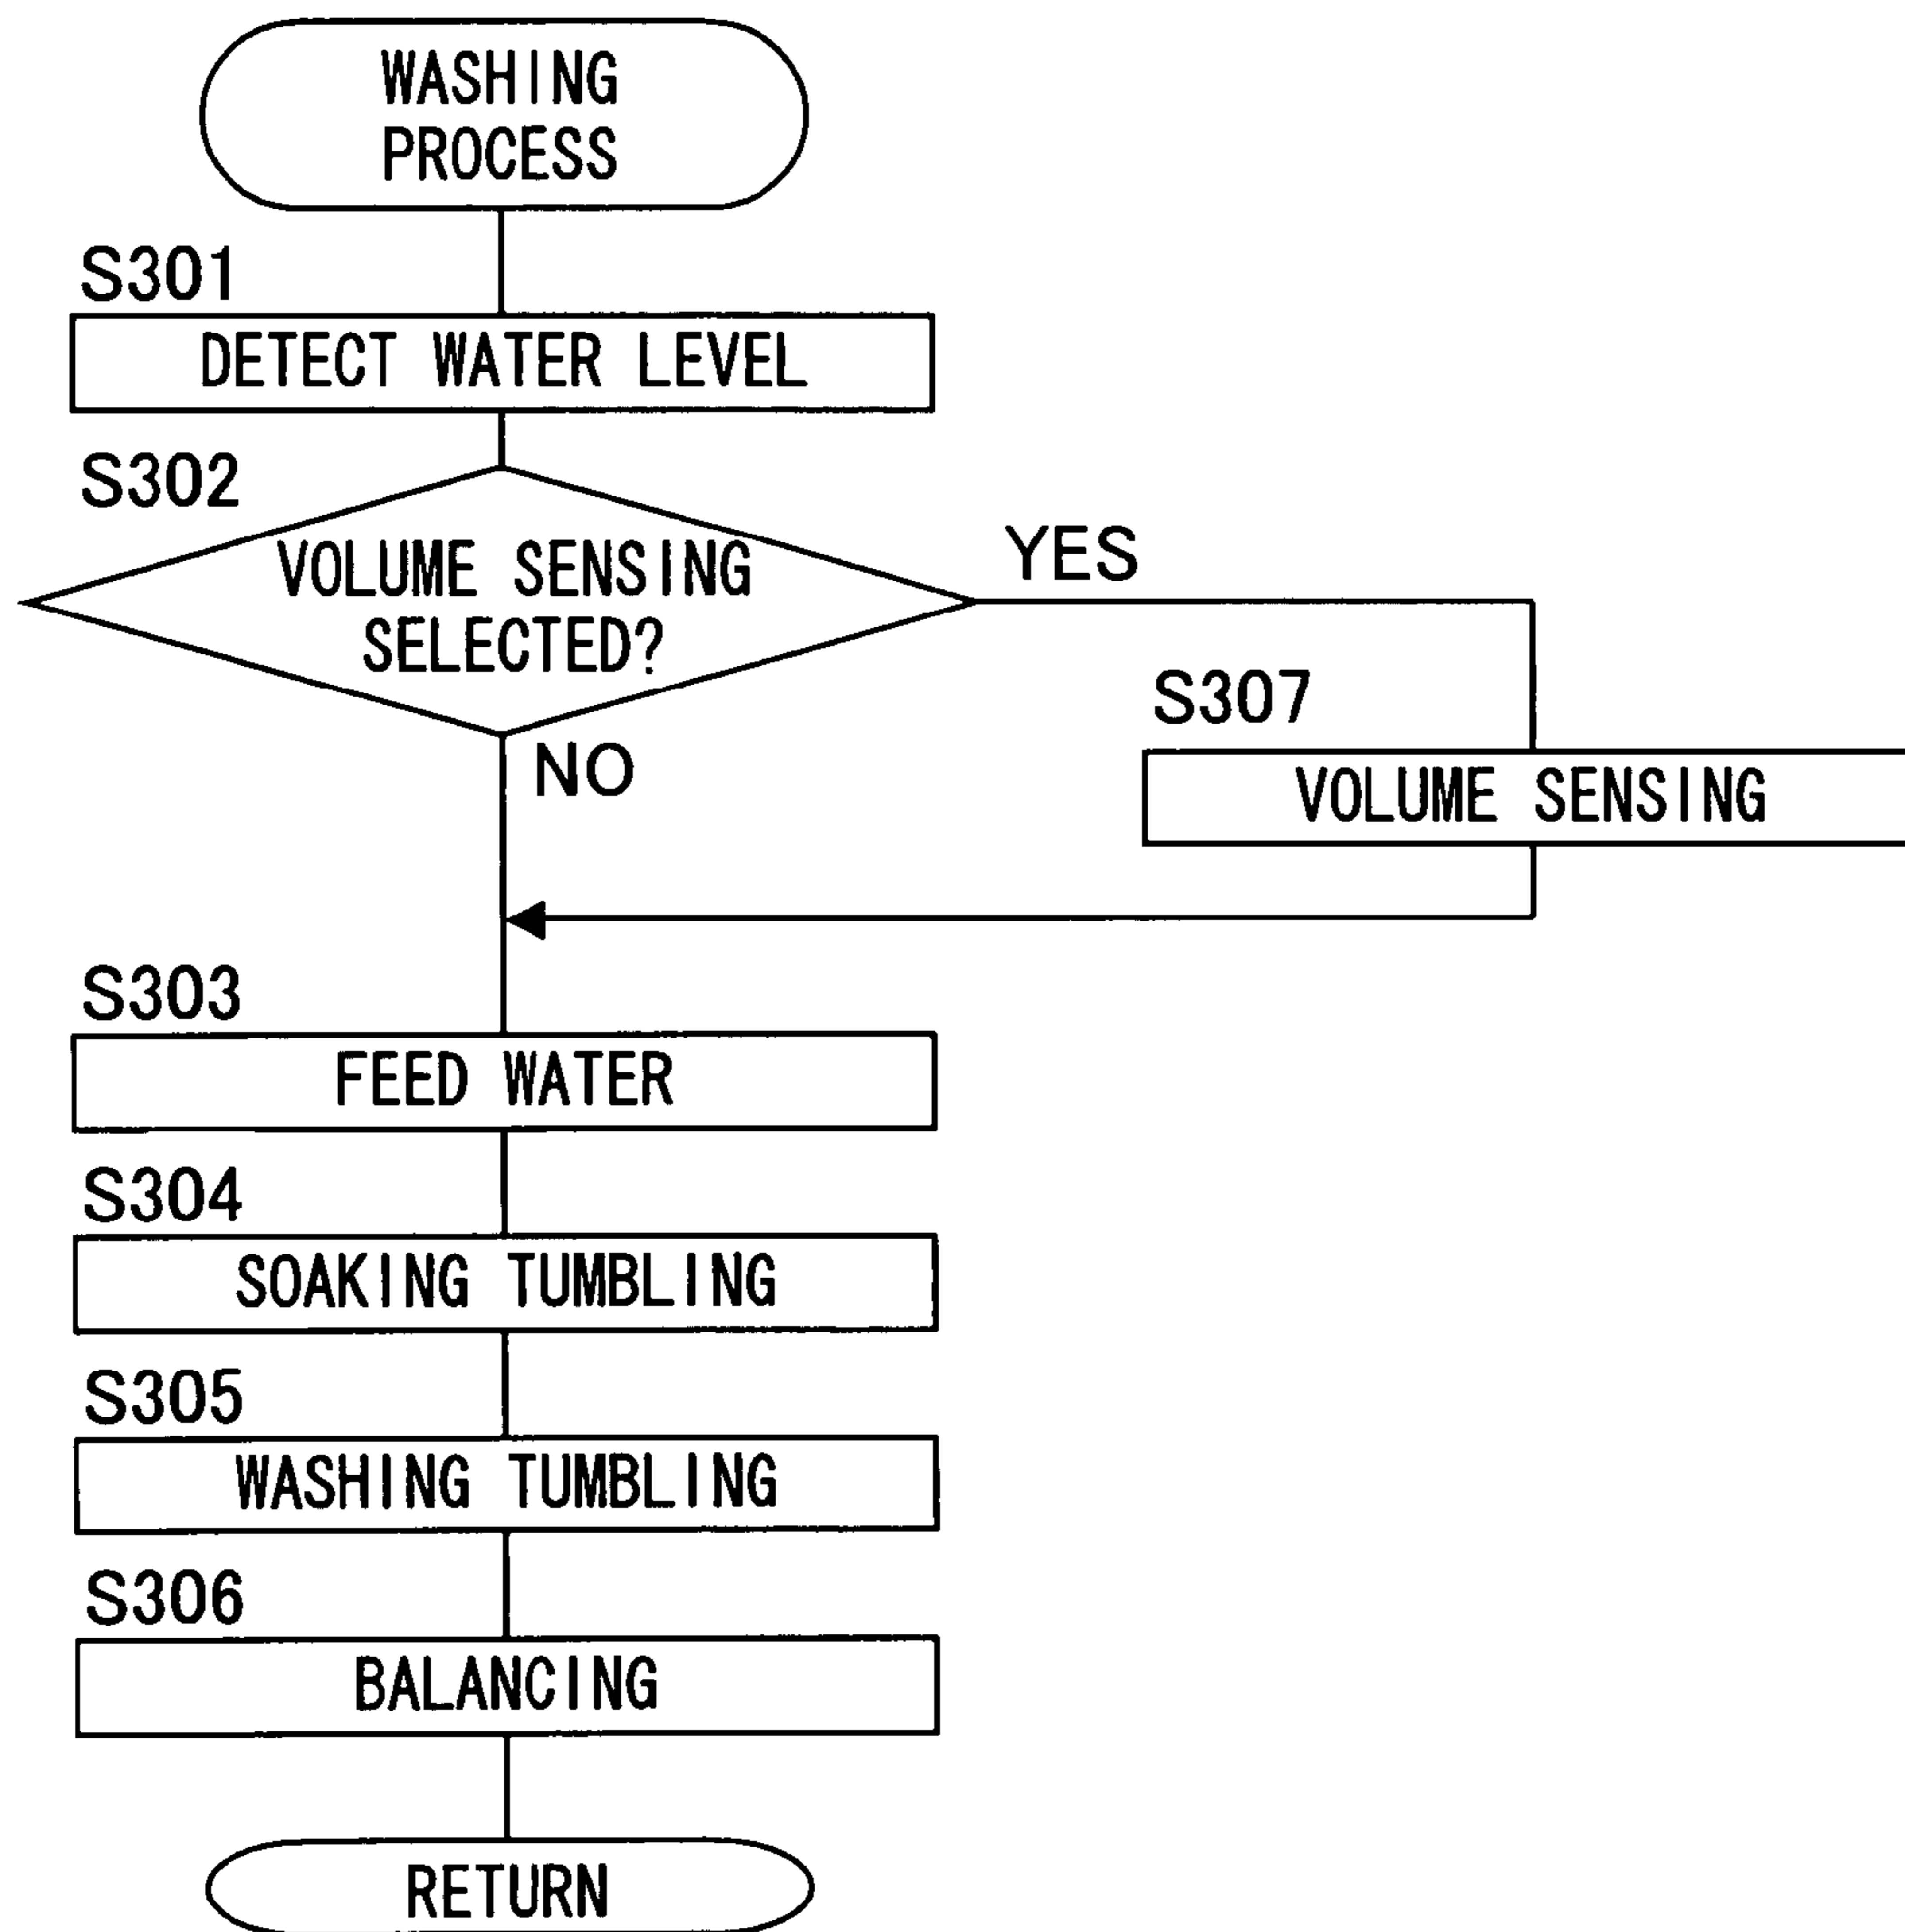 WASHING
PROCESS
S301
DETECT WATER LEVEL
S302
VOLUME SENSING
SELECTED?
YES
NO
S307
VOLUME SENSING
S303
FEED WATER
S304
SOAKING TUMBLING
S305
WASHING TUMBLING
S306
BALANCING
RETURN